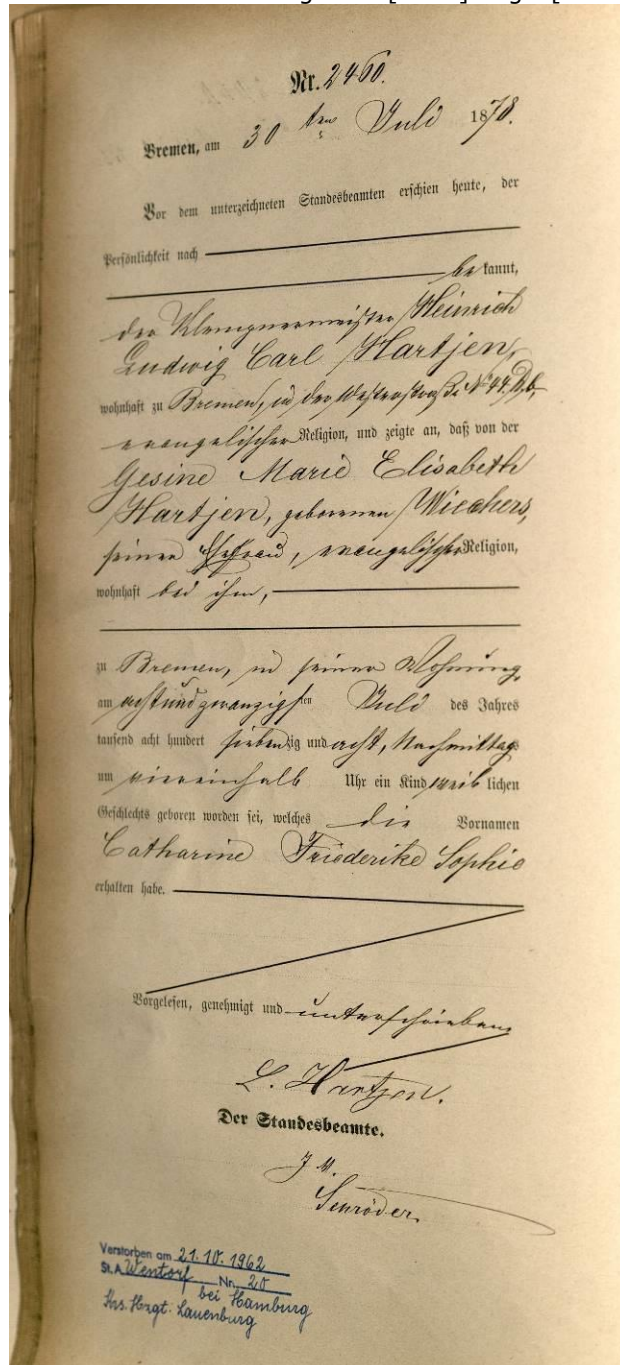 Nr. 2460.
Bremen, am 30 ten Juli 1878.
Vor dem unterzeichneten Standesbeamten erschien heute, der
Persönlichkeit nach
be kannt,
der Klempnermeister Heinrich
Ludwig Carl Hartjen,
wohnhaft zu Bremen, in der Westerstraße No 44.
evangelischer Religion, und zeigte an, daß von der
Gesine Marie Elisabeth
Hartjen, geborenen Wiechers,
seiner Ehefrau, evangelischer Religion,
wohnhaft bei ihm,
zu Bremen, in seiner Wohnung,
am achtundzwanzigsten Juli des Jahres
tausend acht hundert siebenzig und acht, Nachmittags
um viereinhalb Uhr ein Kind weiblichen
Geschlechts geboren worden sei, welches die Vornamen
Catharine Friederike Sophie
erhalten habe.
Vorgelesen, genehmigt und unterschrieben
L. Hartjen.
Der Standesbeamte.
Schröder.
Verstorben am 21.10.1962
St.A. Wentorf Nr. 20
bei Hamburg
Krs. Hzgt. Lauenburg